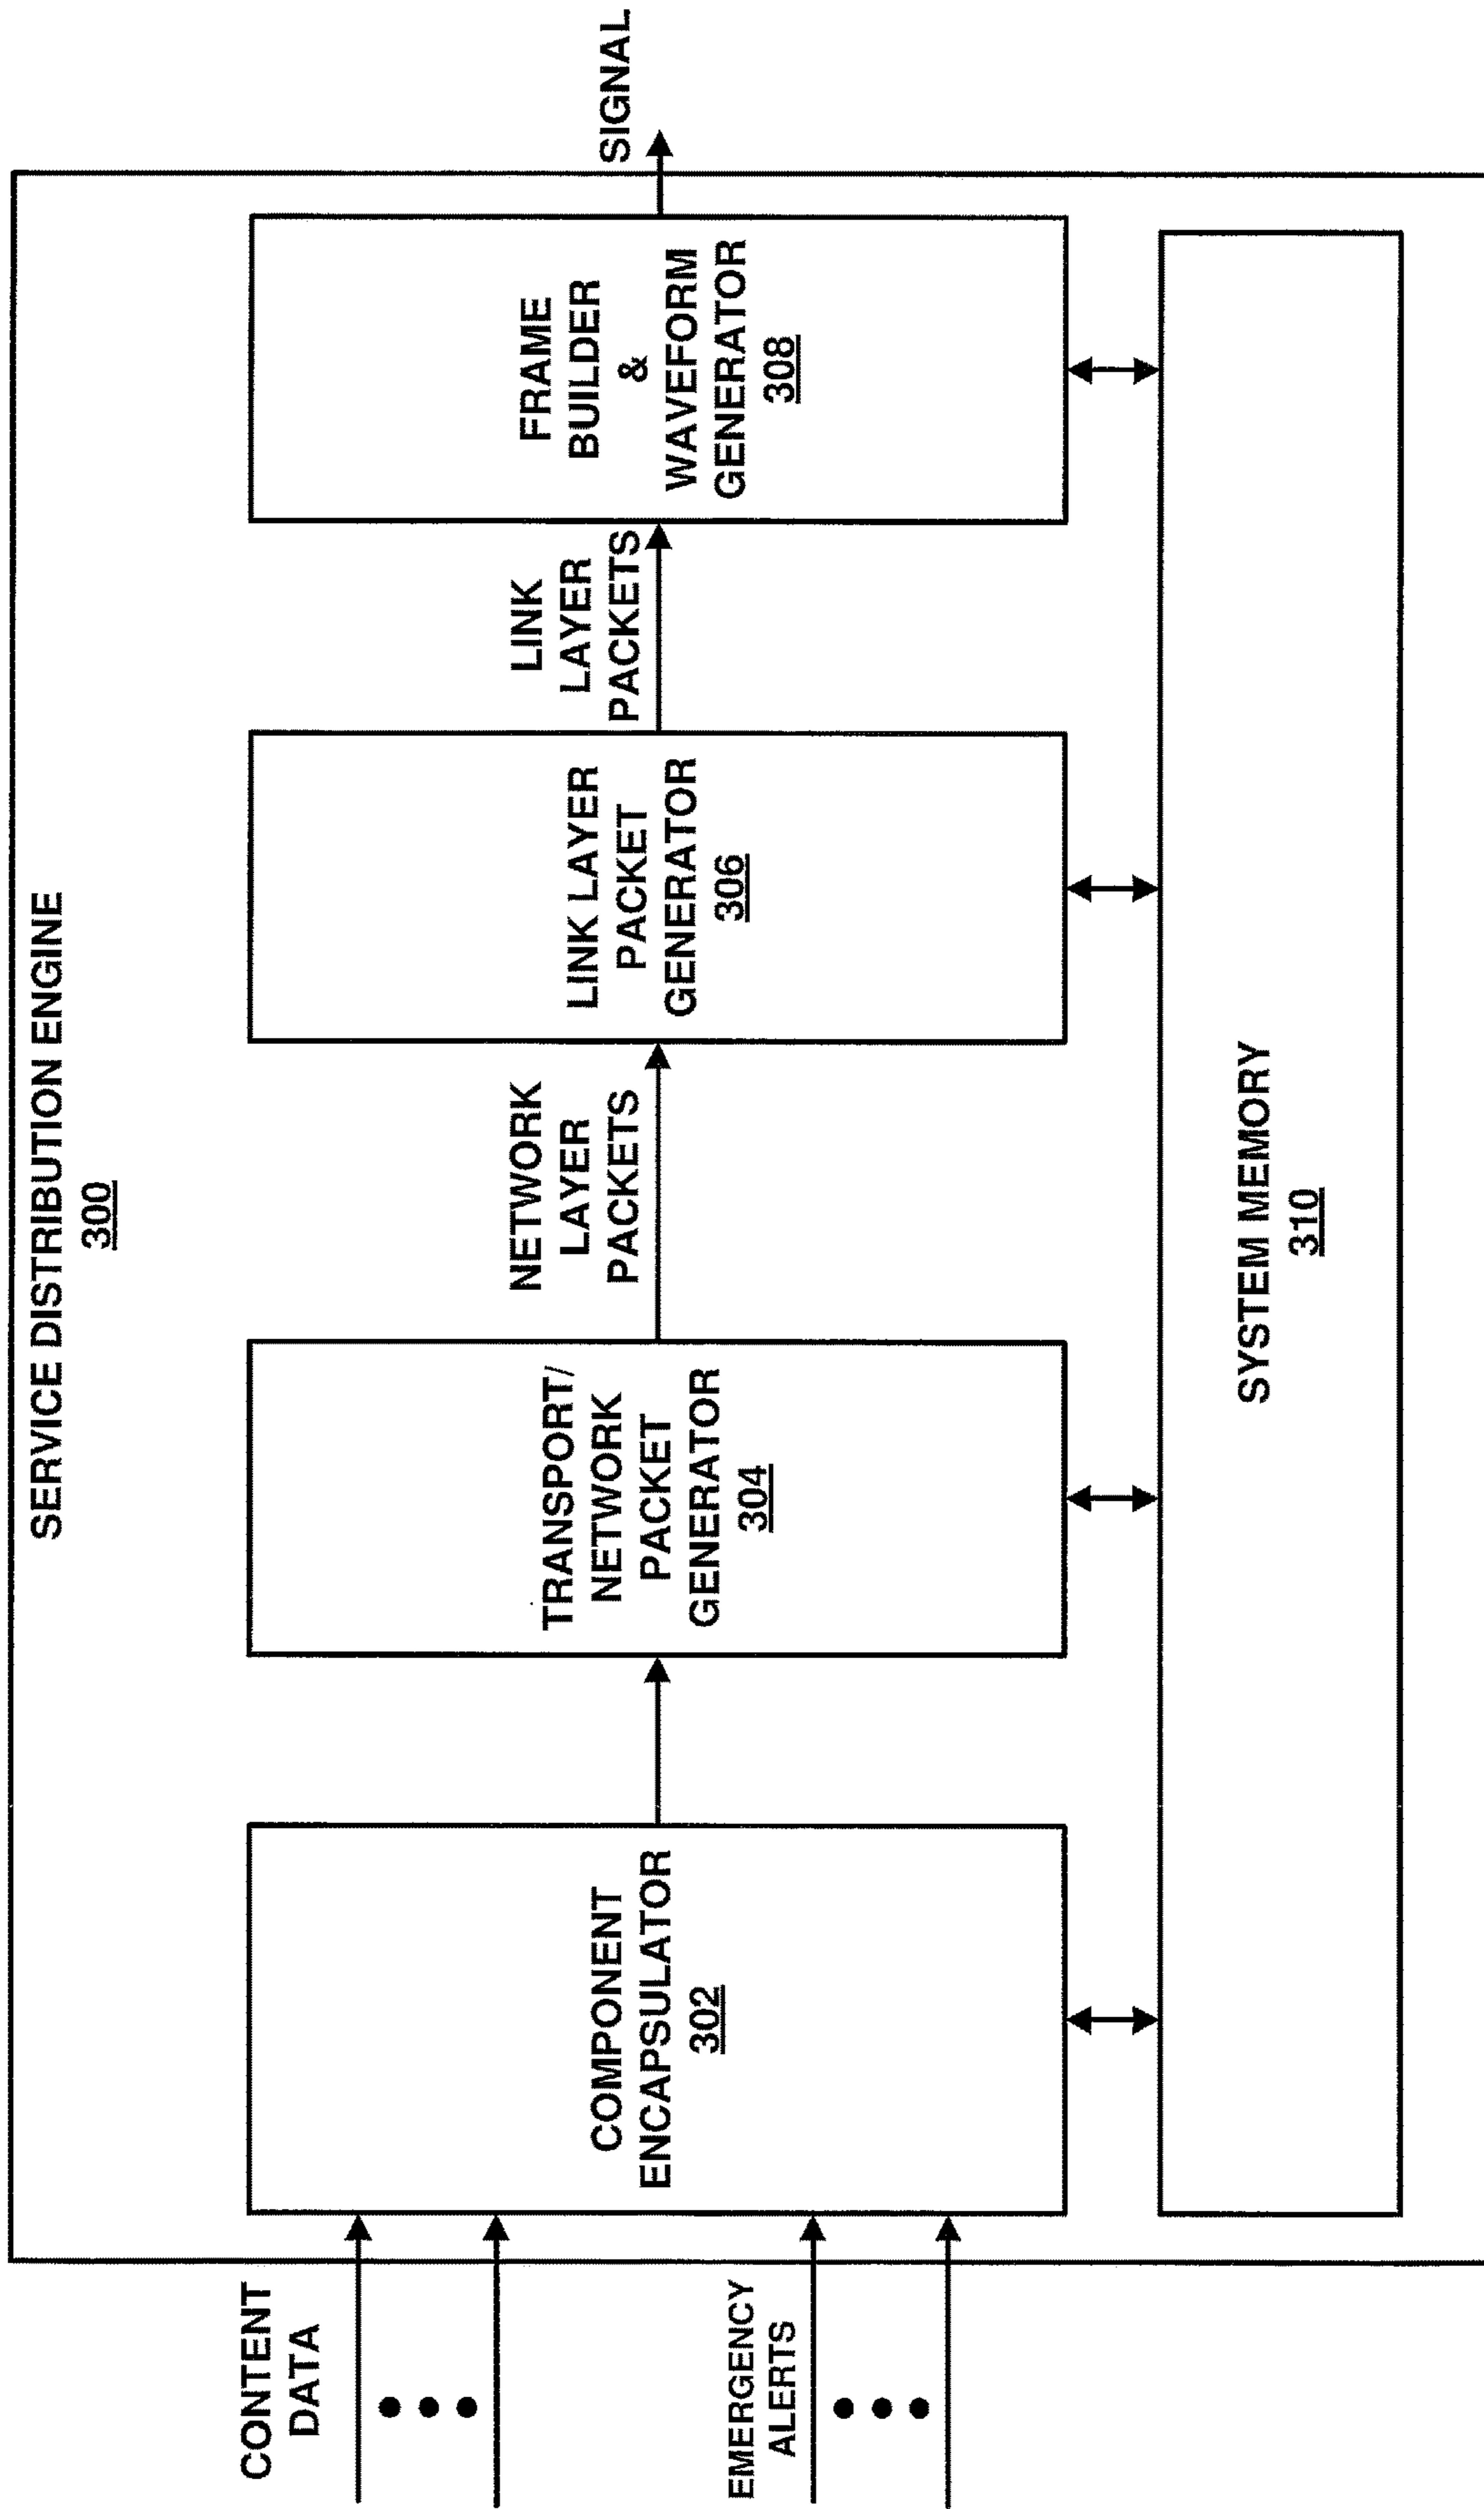 SERVICE DISTRIBUTION ENGINE
300
CONTENT
DATA
EMERGENCY
ALERTS
COMPONENT
ENCAPSULATOR
302
TRANSPORT/
NETWORK
PACKET
GENERATOR
304
NETWORK
LAYER
PACKETS
LINK LAYER
PACKET
GENERATOR
306
LINK
LAYER
PACKETS
FRAME
BUILDER
&
WAVEFORM
GENERATOR
308
SIGNAL
SYSTEM MEMORY
310